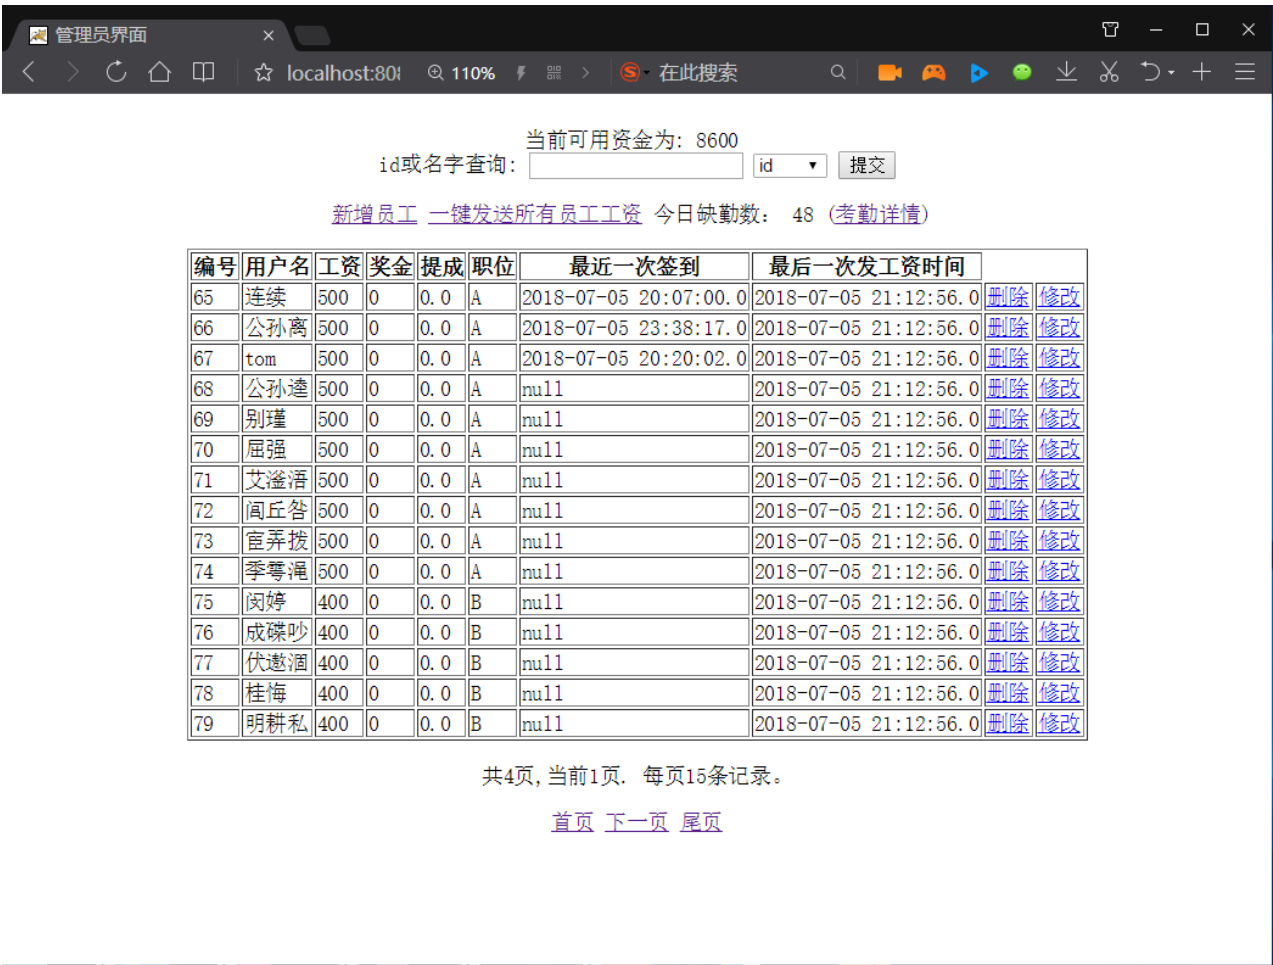 管理员界面
localhost:808 110% 在此搜索
当前可用资金为: 8600
id或名字查询: id 提交
新增员工 一键发送所有员工工资 今日缺勤数: 48 (考勤详情)
编号 用户名 工资 奖金 提成 职位 最近一次签到 最后一次发工资时间
65 连续 500 0 0.0 A 2018-07-05 20:07:00.0 2018-07-05 21:12:56.0 删除 修改
66 公孙离 500 0 0.0 A 2018-07-05 23:38:17.0 2018-07-05 21:12:56.0 删除 修改
67 tom 500 0 0.0 A 2018-07-05 20:20:02.0 2018-07-05 21:12:56.0 删除 修改
68 公孙逵 500 0 0.0 A null 2018-07-05 21:12:56.0 删除 修改
69 别瑾 500 0 0.0 A null 2018-07-05 21:12:56.0 删除 修改
70 屈强 500 0 0.0 A null 2018-07-05 21:12:56.0 删除 修改
71 艾滏浯 500 0 0.0 A null 2018-07-05 21:12:56.0 删除 修改
72 闾丘咎 500 0 0.0 A null 2018-07-05 21:12:56.0 删除 修改
73 宦弄拨 500 0 0.0 A null 2018-07-05 21:12:56.0 删除 修改
74 500 0 0.0 A null 2018-07-05 21:12:56.0 删除 修改
75 闵婷 400 0 0.0 B null 2018-07-05 21:12:56.0 删除 修改
76 成碟吵 400 0 0.0 B null 2018-07-05 21:12:56.0 删除 修改
77 伏遨涸 400 0 0.0 B null 2018-07-05 21:12:56.0 删除 修改
78 桂悔 400 0 0.0 B null 2018-07-05 21:12:56.0 删除 修改
79 明耕私 400 0 0.0 B null 2018-07-05 21:12:56.0 删除 修改
共4页,当前1页. 每页15条记录。
首页 下一页 尾页